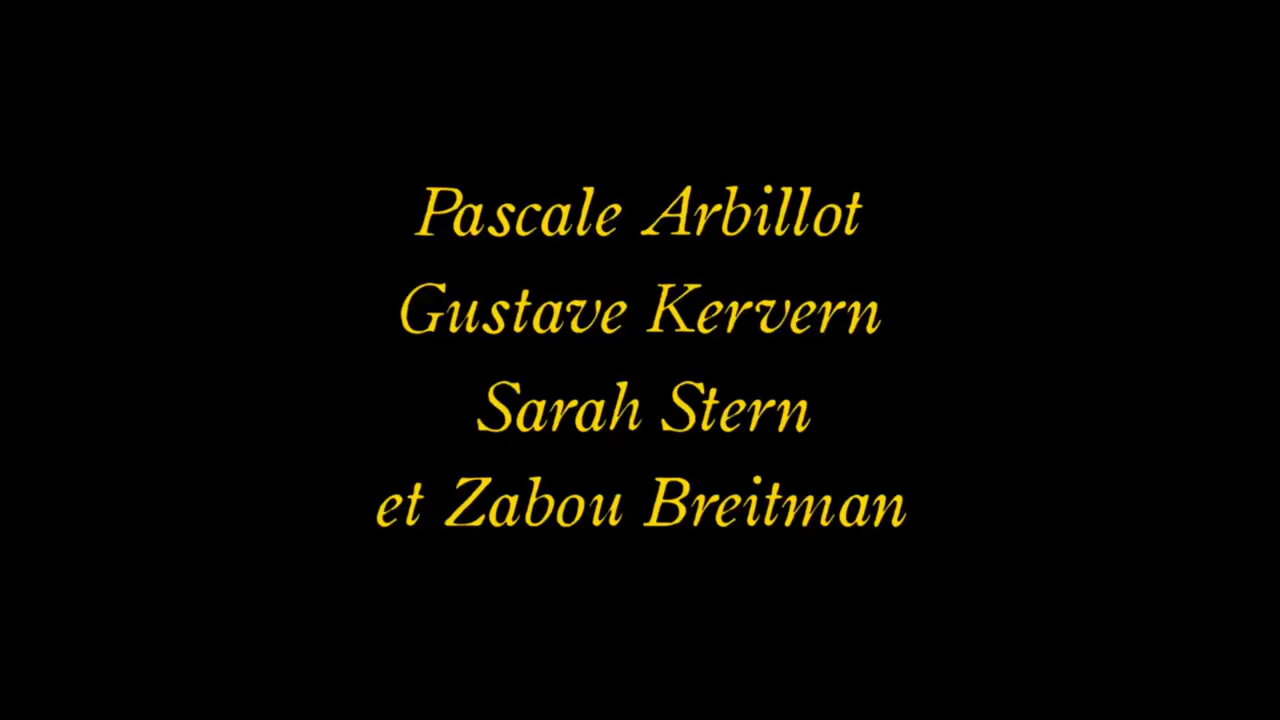 Pascale Arbillot
Gustave Kervern
Sarah Stern
et Zabou Breitman